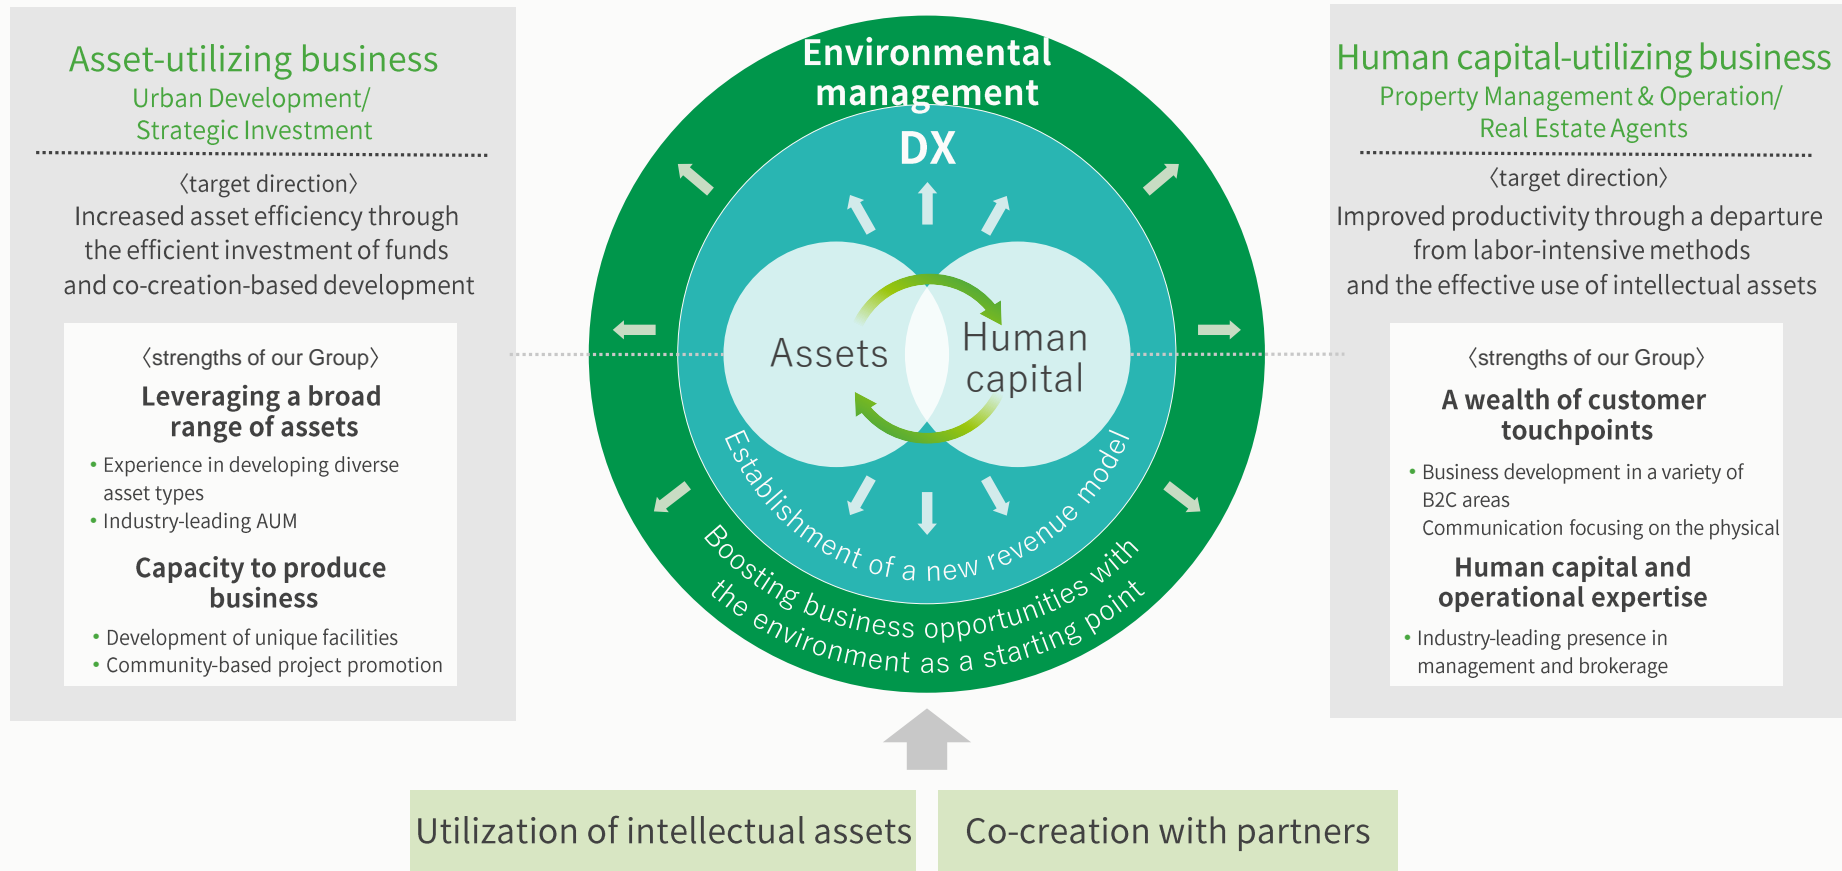 Asset-utilizing business
Urban Development/
Strategic Investment
〈target direction〉
Increased asset efficiency through
the efficient investment of funds
and co-creation-based development
〈strengths of our Group〉
Leveraging a broad
range of assets
• Experience in developing diverse
asset types
• Industry-leading AUM
Capacity to produce
business
• Development of unique facilities
• Community-based project promotion
Environmental
management
DX
Assets
Human
capital
Establishment of a new revenue model
Boosting business opportunities with
the environment as a starting point
Human capital-utilizing business
Property Management & Operation/
Real Estate Agents
〈target direction〉
Improved productivity through a departure
from labor-intensive methods
and the effective use of intellectual assets
〈strengths of our Group〉
A wealth of customer
touchpoints
• Business development in a variety of
B2C areas
Communication focusing on the physical
Human capital and
operational expertise
• Industry-leading presence in
management and brokerage
Utilization of intellectual assets
Co-creation with partners